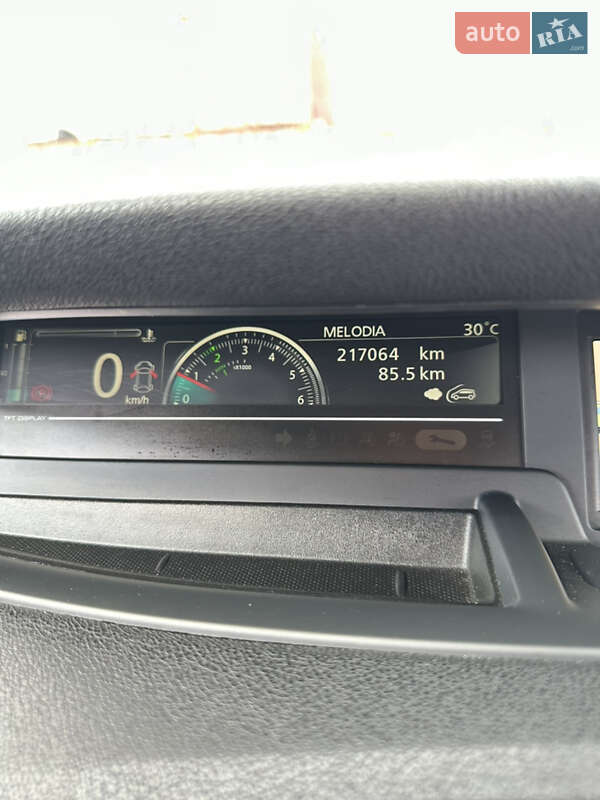 auto RIA .com
MELODIA 30°C
217064 km
85.5 km
0 km/h
0 1 2 3 4 5 6
x1000
TFT DISPLAY